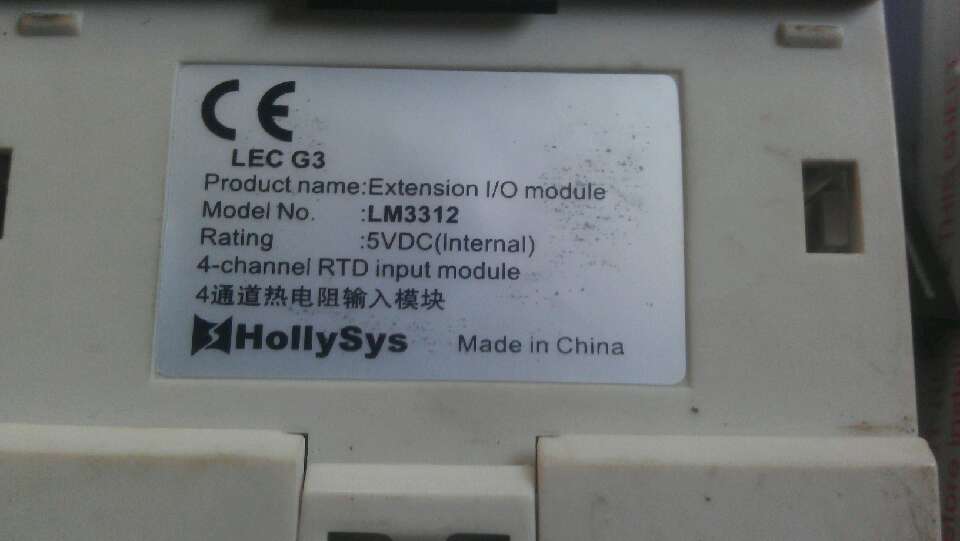 CE
LEC G3
Product name:Extension I/O module
Model No. :LM3312
Rating :5VDC(Internal)
4-channel RTD input module
4通道热电阻输入模块
HollySys Made in China